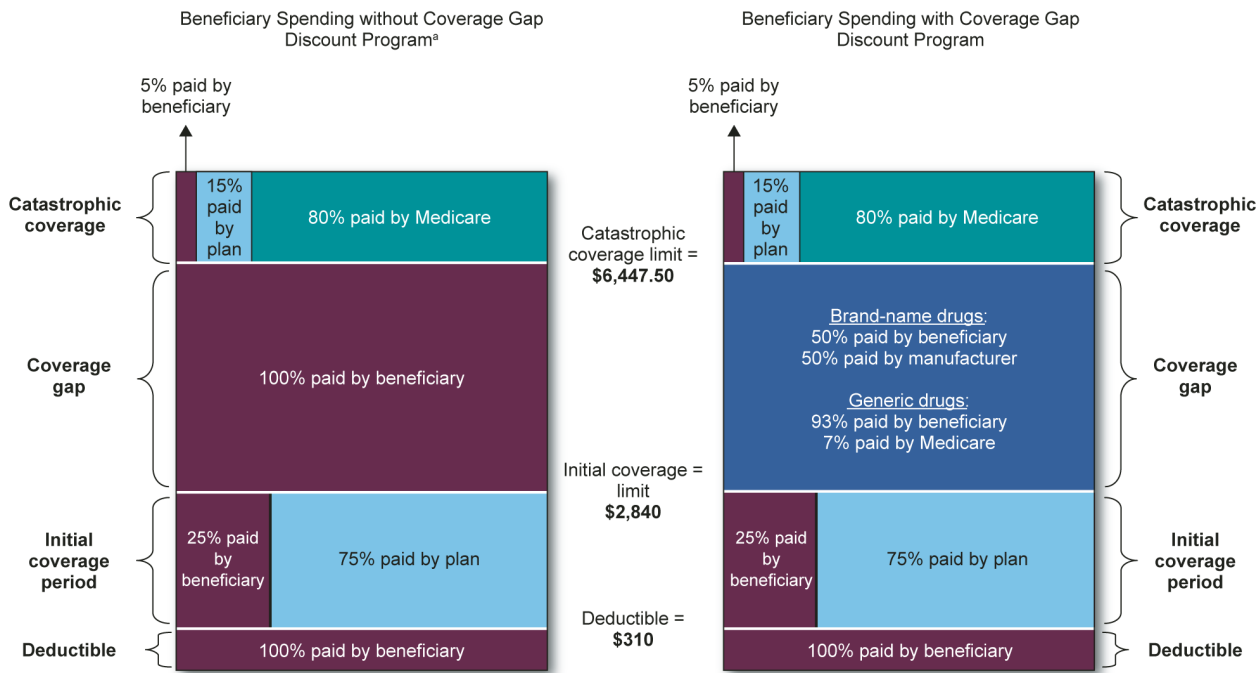 Beneficiary Spending without Coverage Gap
Discount Programᵃ
5% paid by
beneficiary
Catastrophic
coverage
15%
paid
by
plan
80% paid by Medicare
Coverage
gap
100% paid by beneficiary
Initial
coverage
period
25% paid
by
beneficiary
75% paid by plan
Deductible
100% paid by beneficiary
Catastrophic
coverage limit =
$6,447.50
Initial coverage =
limit
$2,840
Deductible =
$310
Beneficiary Spending with Coverage Gap
Discount Program
5% paid by
beneficiary
15%
paid
by
plan
80% paid by Medicare
Catastrophic
coverage
Brand-name drugs:
50% paid by beneficiary
50% paid by manufacturer
Generic drugs:
93% paid by beneficiary
7% paid by Medicare
Coverage
gap
25% paid
by
beneficiary
75% paid by plan
Initial
coverage
period
100% paid by beneficiary
Deductible